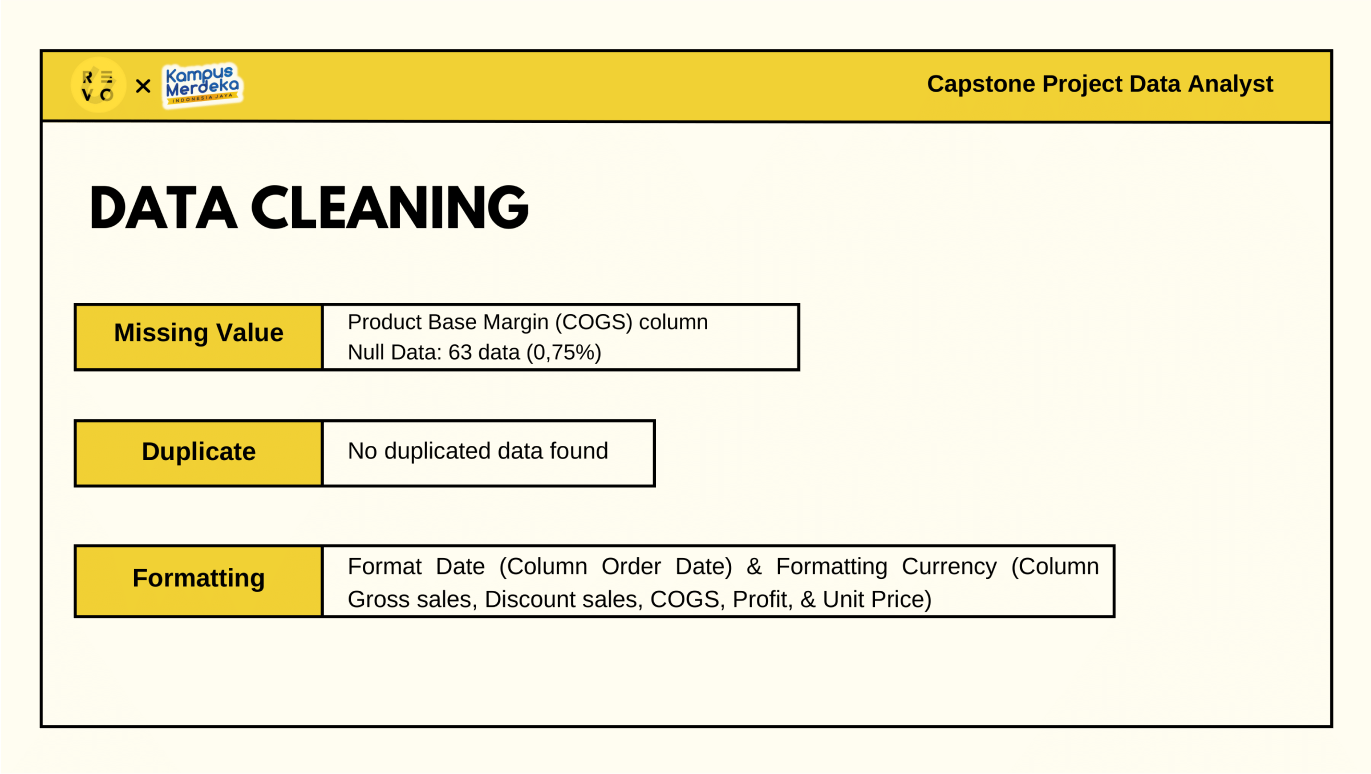 RE
VO
×
Kampus
Merdeka
INDONESIA JAYA
Capstone Project Data Analyst
DATA CLEANING
Missing Value
Product Base Margin (COGS) column
Null Data: 63 data (0,75%)
Duplicate
No duplicated data found
Formatting
Format Date (Column Order Date) & Formatting Currency (Column
Gross sales, Discount sales, COGS, Profit, & Unit Price)